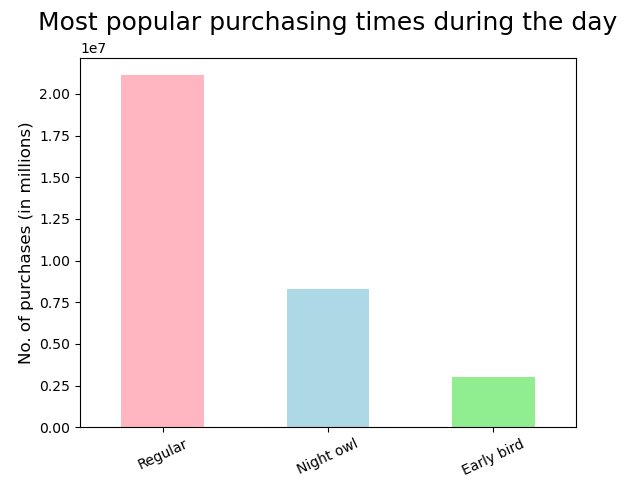 Most popular purchasing times during the day
1e7
No. of purchases (in millions)
2.00
1.75
1.50
1.25
1.00
0.75
0.50
0.25
0.00
Regular
Night owl
Early bird